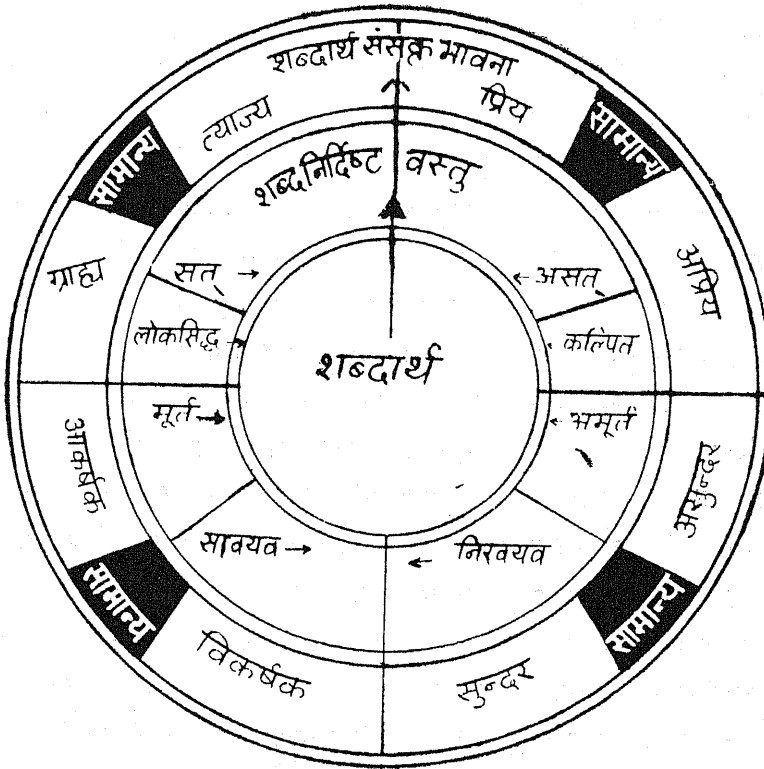 शब्दार्थ संसक्त भावना
त्याज्य
प्रिय
सामान्य
सामान्य
शब्दनिर्दिष्ट वस्तु
ग्राह्य
अप्रिय
सत्
असत्
लोकसिद्ध
कल्पित
शब्दार्थ
मूर्त
अमूर्त
आकर्षक
असुन्दर
सावयव
निरवयव
सामान्य
सामान्य
विकर्षक
सुन्दर